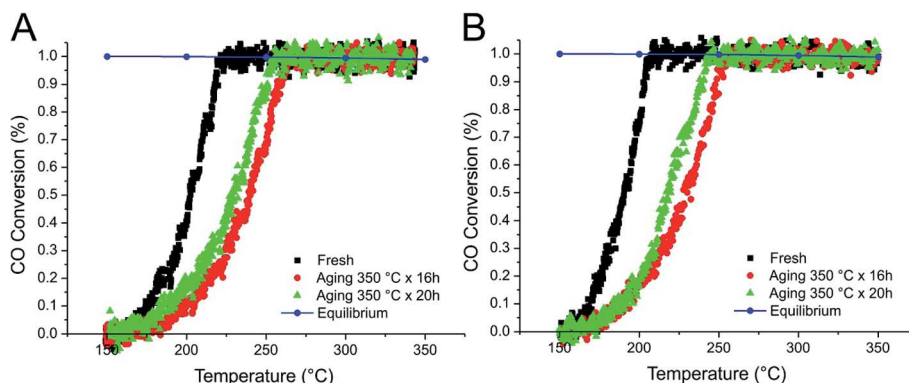 A
CO Conversion (%)
1.0
0.9
0.8
0.7
0.6
0.5
0.4
0.3
0.2
0.1
0.0
Fresh
Aging 350 °C x 16h
Aging 350 °C x 20h
Equilibrium
150 200 250 300 350
Temperature (°C)
B
CO Conversion (%)
1.0
0.9
0.8
0.7
0.6
0.5
0.4
0.3
0.2
0.1
0.0
Fresh
Aging 350 °C x 16h
Aging 350 °C x 20h
Equilibrium
150 200 250 300 350
Temperature (°C)